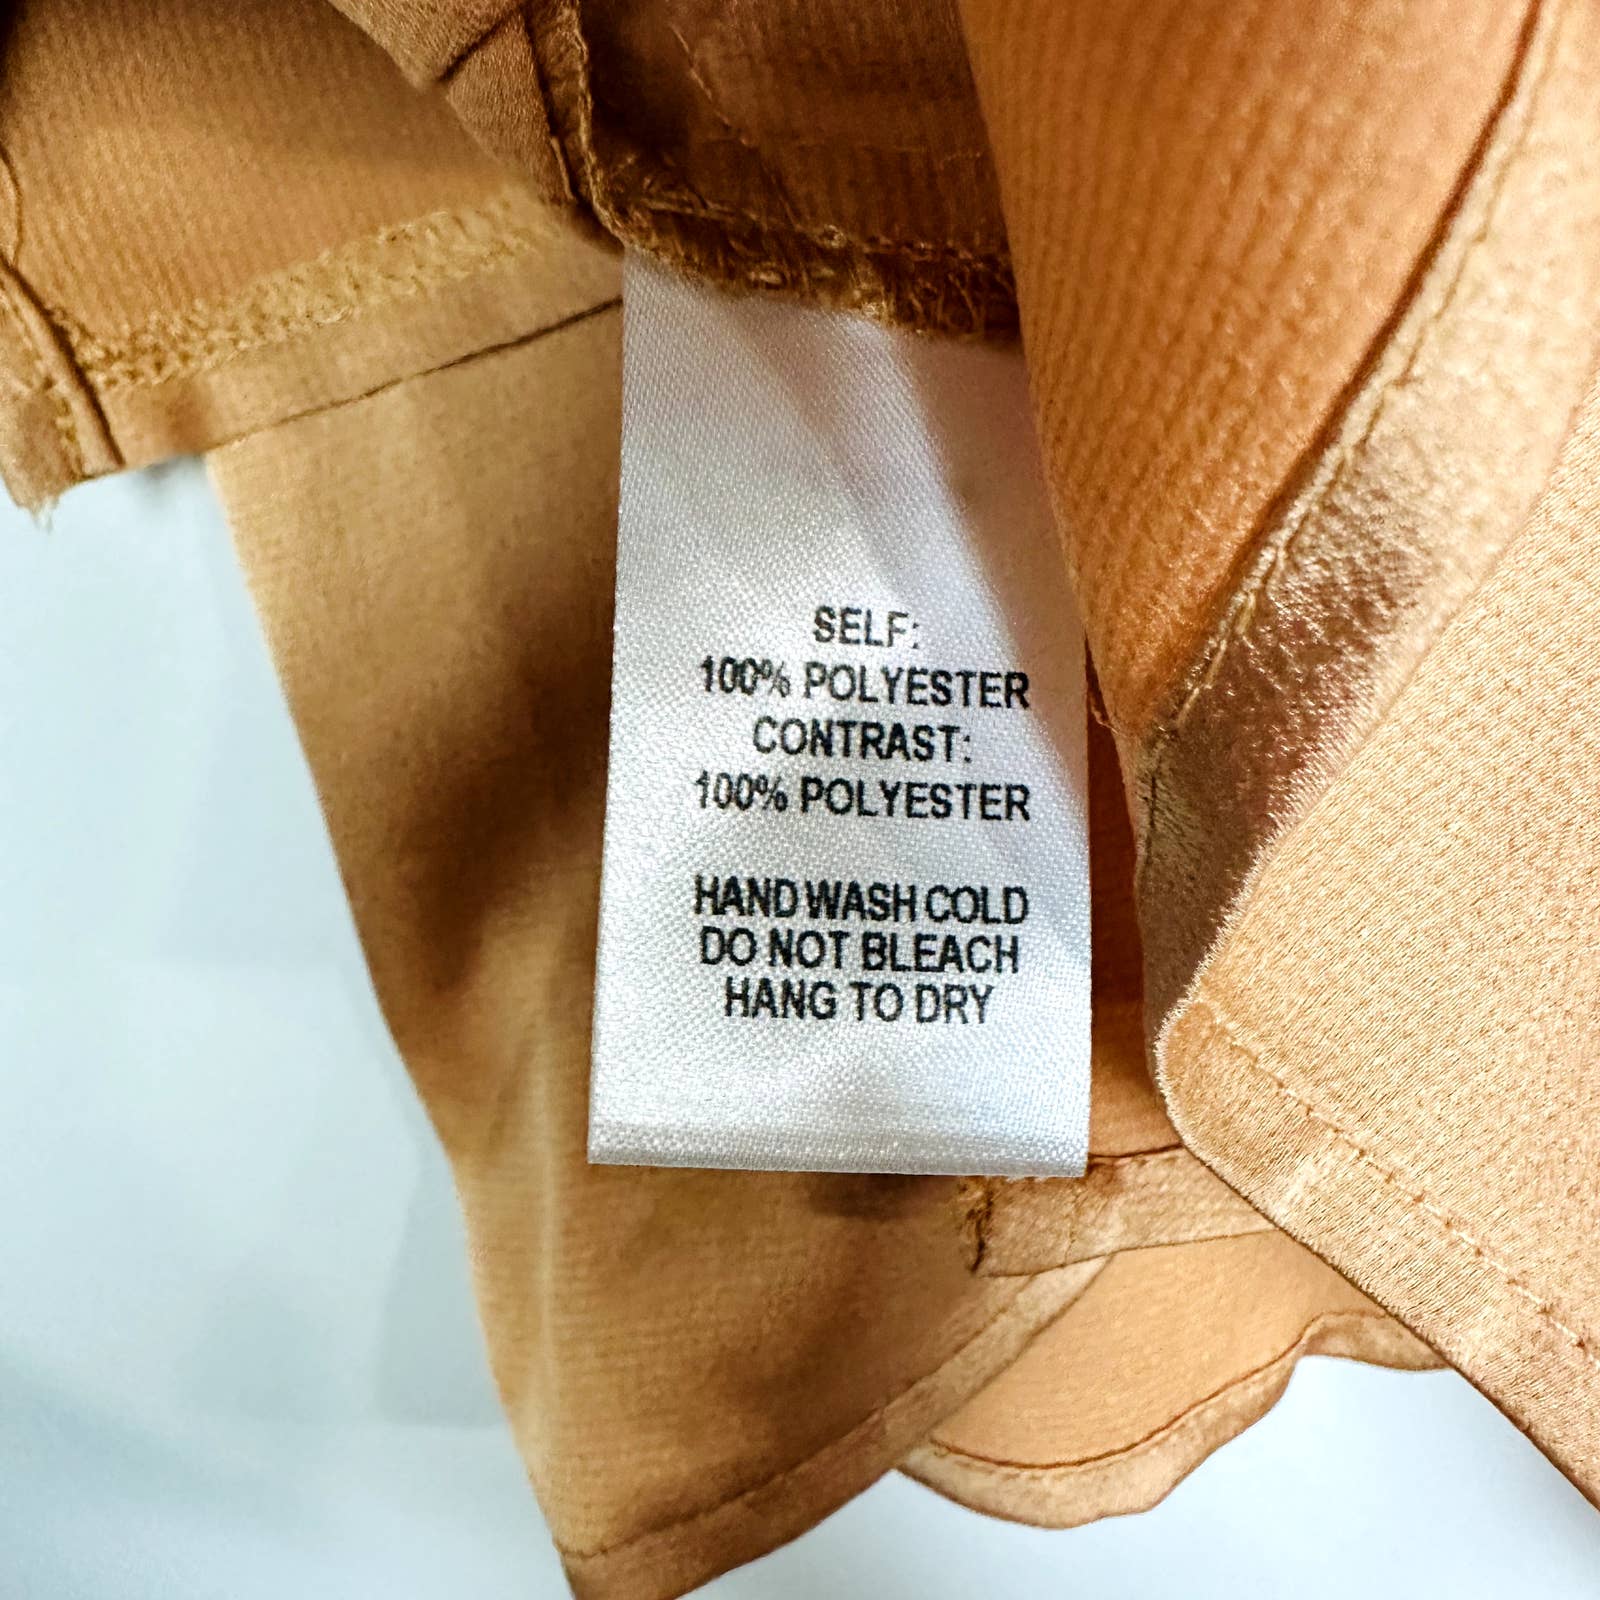 SELF:
100% POLYESTER
CONTRAST:
100% POLYESTER
HAND WASH COLD
DO NOT BLEACH
HANG TO DRY